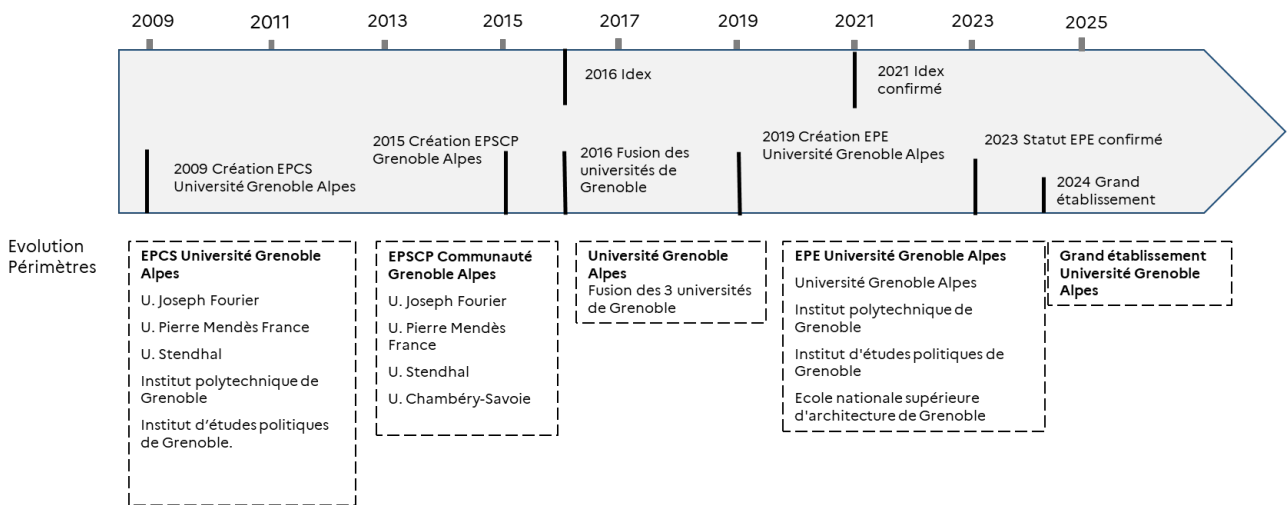 2009 2011 2013 2015 2017 2019 2021 2023 2025
2016 Idex
2021 Idex
confirmé
2009 Création EPCS
Université Grenoble Alpes
2015 Création EPSCP
Grenoble Alpes
2016 Fusion des
universités de
Grenoble
2019 Création EPE
Université Grenoble Alpes
2023 Statut EPE confirmé
2024 Grand
établissement
Evolution
Périmètres
EPCS Université Grenoble
Alpes
U. Joseph Fourier
U. Pierre Mendès France
U. Stendhal
Institut polytechnique de
Grenoble
Institut d'études politiques
de Grenoble.
EPSCP Communauté
Grenoble Alpes
U. Joseph Fourier
U. Pierre Mendès
France
U. Stendhal
U. Chambéry-Savoie
Université Grenoble
Alpes
Fusion des 3 universités
de Grenoble
EPE Université Grenoble Alpes
Université Grenoble Alpes
Institut polytechnique de
Grenoble
Institut d'études politiques de
Grenoble
Ecole nationale supérieure
d'architecture de Grenoble
Grand établissement
Université Grenoble
Alpes